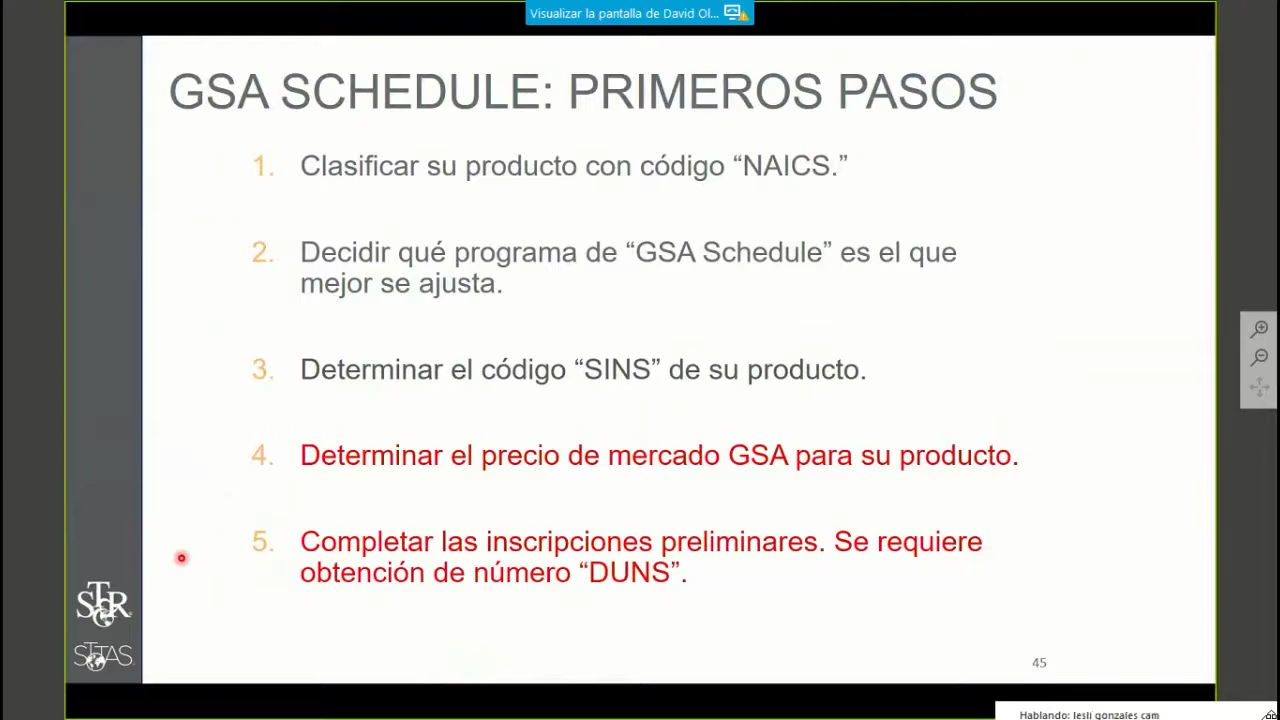 Visualizar la pantalla de David Ol...
GSA SCHEDULE: PRIMEROS PASOS
1. Clasificar su producto con código “NAICS.”
2. Decidir qué programa de “GSA Schedule” es el que
mejor se ajusta.
3. Determinar el código “SINS” de su producto.
4. Determinar el precio de mercado GSA para su producto.
5. Completar las inscripciones preliminares. Se requiere
obtención de número “DUNS”.
STTAS
45
Hablando: lesli gonzales cam